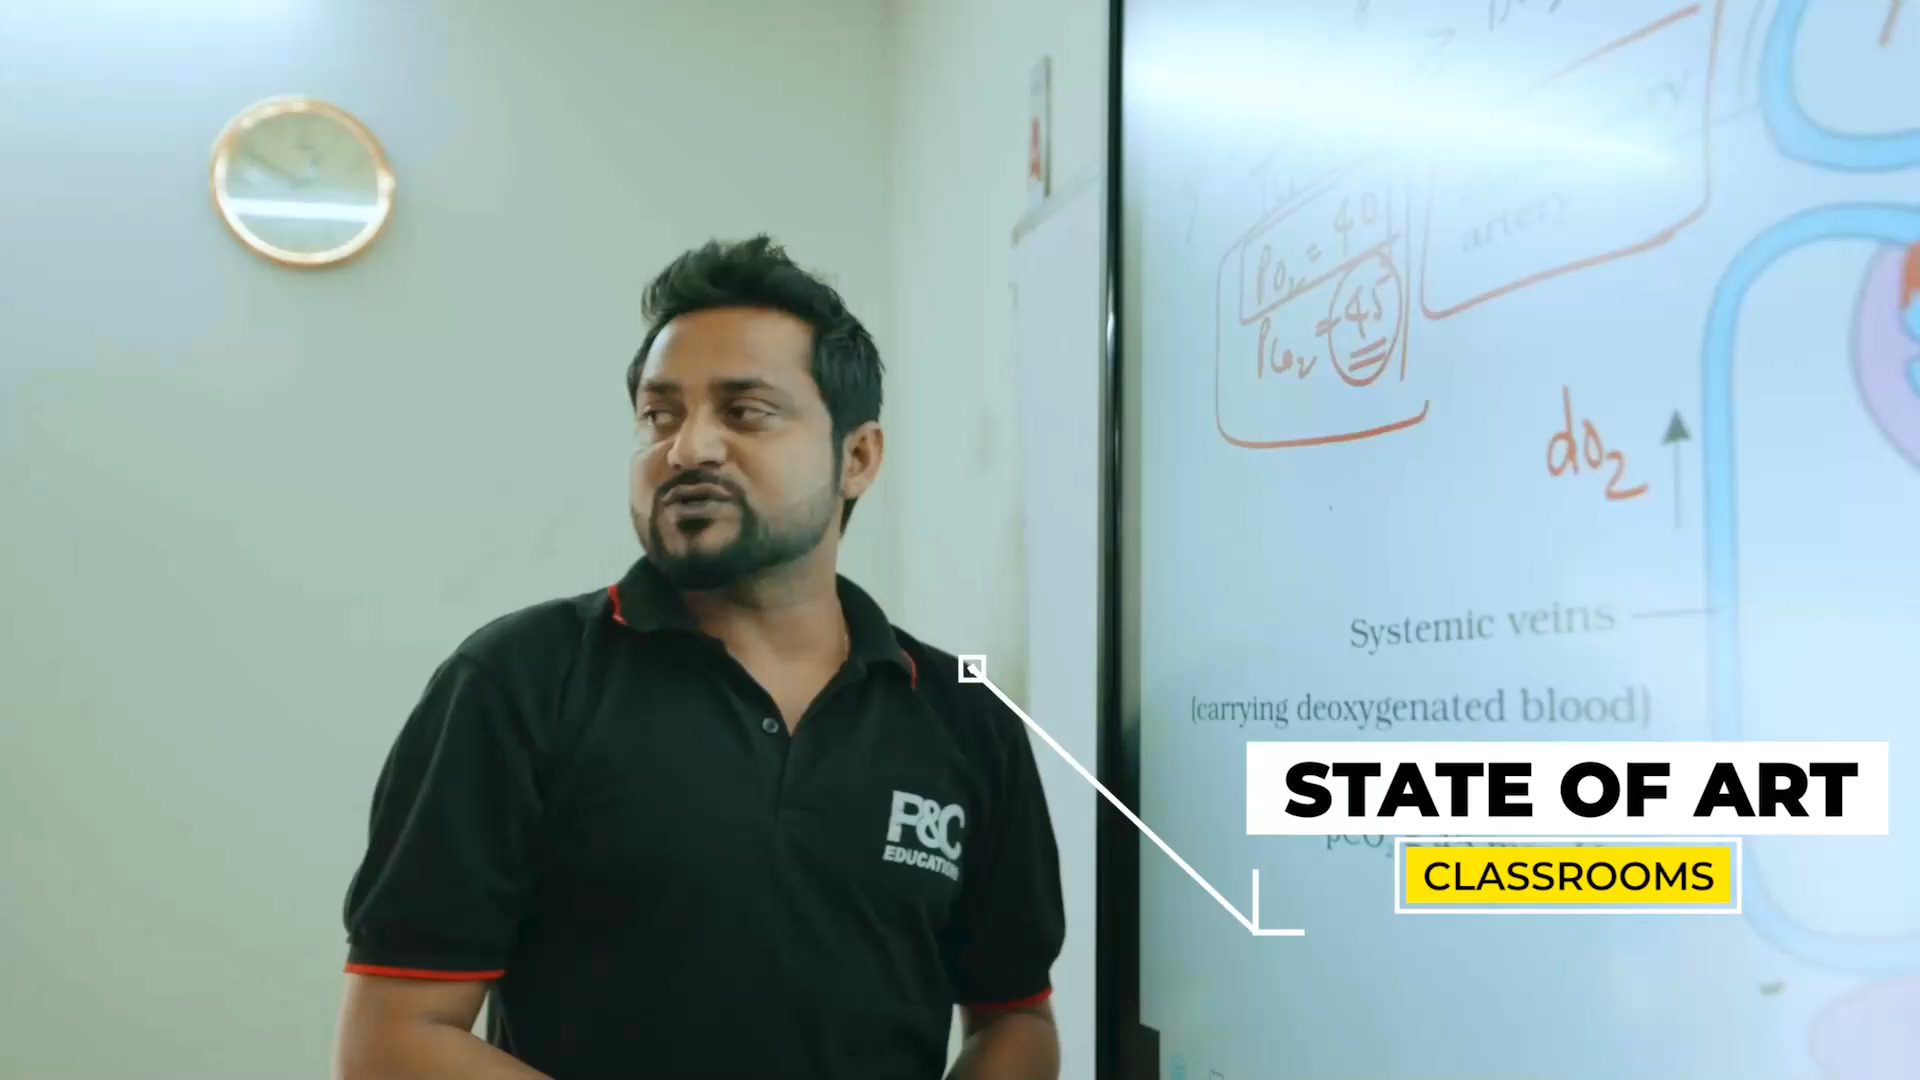 PO₂ = 40
PCO₂ = 45
artery
dO₂
Systemic veins
(carrying deoxygenated blood)
P&C
EDUCATION
STATE OF ART
CLASSROOMS